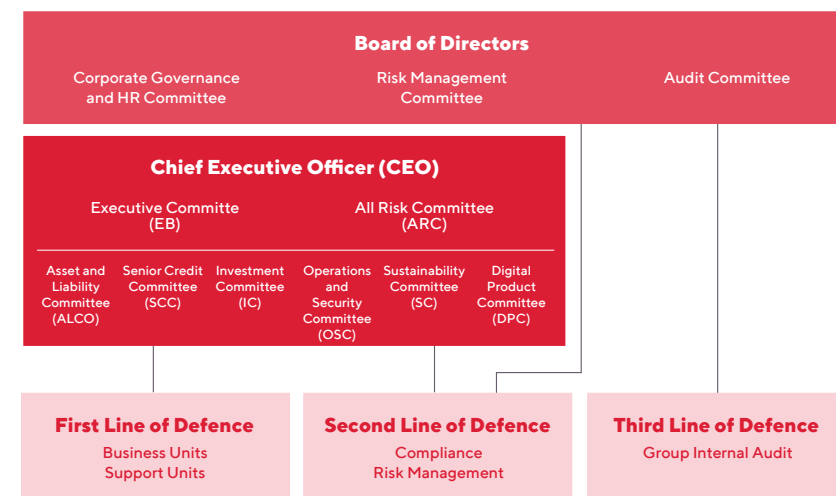 Board of Directors
Corporate Governance
and HR Committee
Risk Management
Committee
Audit Committee
Chief Executive Officer (CEO)
Executive Committe
(EB)
All Risk Committee
(ARC)
Asset and
Liability
Committee
(ALCO)
Senior Credit
Committee
(SCC)
Investment
Committee
(IC)
Operations
and
Security
Committee
(OSC)
Sustainability
Committee
(SC)
Digital
Product
Committee
(DPC)
First Line of Defence
Business Units
Support Units
Second Line of Defence
Compliance
Risk Management
Third Line of Defence
Group Internal Audit